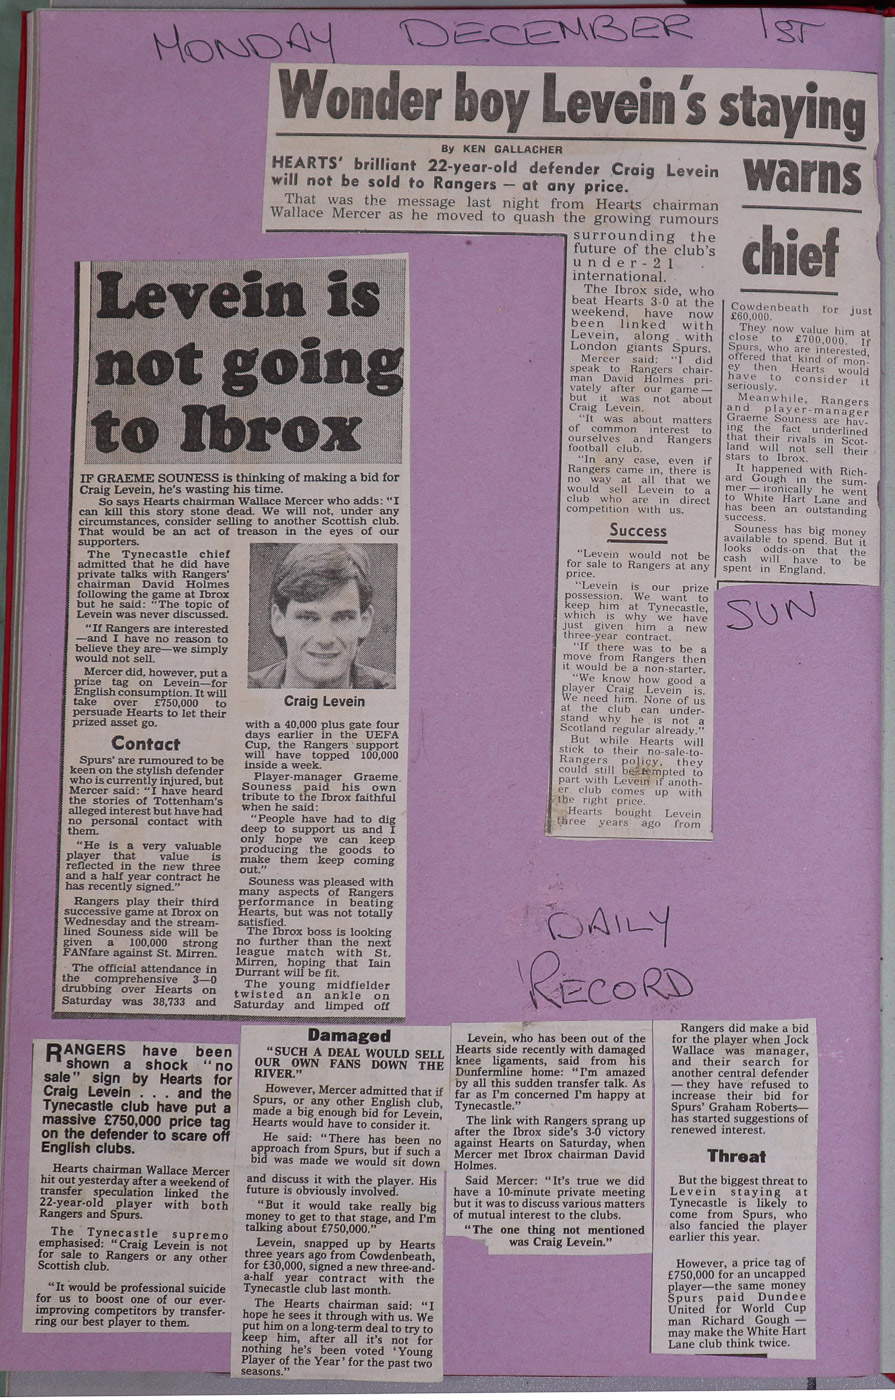 MONDAY DECEMBER 1ST
Wonder boy Levein's staying
warns
chief
By KEN GALLACHER
HEARTS' brilliant 22-year-old defender Craig Levein
will not be sold to Rangers — at any price.
That was the message last night from Hearts chairman
Wallace Mercer as he moved to quash the growing rumours
surrounding the
future of the club's
under-21
international.
The Ibrox side, who
beat Hearts 3-0 at the
weekend, have now
been linked with
Levein, along with
London giants Spurs.
Mercer said: "I did
speak to Rangers chair-
man David Holmes pri-
vately after our game —
but it was not about
Craig Levein.
"It was about matters
of common interest to
ourselves and Rangers
football club.
"In any case, even if
Rangers came in, there is
no way at all that we
would sell Levein to a
club who are in direct
competition with us.
Success
"Levein would not be
for sale to Rangers at any
price.
"Levein is our prize
possession. We want to
keep him at Tynecastle,
which is why we have
just given him a new
three-year contract.
"If there was to be a
move from Rangers then
it would be a non-starter.
"We know how good a
player Craig Levein is.
We need him. None of us
at the club can under-
stand why he is not a
Scotland regular already."
But while Hearts will
stick to their no-sale-to-
Rangers policy, they
could still be tempted to
part with Levein if anoth-
er club comes up with
the right price.
Hearts bought Levein
three years ago from
Cowdenbeath for just
£60,000.
They now value him at
close to £700,000. If
Spurs, who are interested,
offered that kind of mon-
ey then Hearts would
have to consider it
seriously.
Meanwhile, Rangers
and player-manager
Graeme Souness are hav-
ing the fact underlined
that their rivals in Scot-
land will not sell their
stars to Ibrox.
It happened with Rich-
ard Gough in the sum-
mer — ironically he went
to White Hart Lane and
has been an outstanding
success.
Souness has big money
available to spend. But it
looks odds-on that the
cash will have to be
spent in England.
SUN
Levein is
not going
to Ibrox
IF GRAEME SOUNESS is thinking of making a bid for
Craig Levein, he's wasting his time.
So says Hearts chairman Wallace Mercer who adds: "I
can kill this story stone dead. We will not, under any
circumstances, consider selling to another Scottish club.
That would be an act of treason in the eyes of our
supporters.
The Tynecastle chief
admitted that he did have
private talks with Rangers'
chairman David Holmes
following the game at Ibrox
but he said: "The topic of
Levein was never discussed.
"If Rangers are interested
—and I have no reason to
believe they are—we simply
would not sell.
Mercer did, however, put a
prize tag on Levein—for
English consumption. It will
take over £750,000 to
persuade Hearts to let their
prized asset go.
Contact
Spurs' are rumoured to be
keen on the stylish defender
who is currently injured, but
Mercer said: "I have heard
the stories of Tottenham's
alleged interest but have had
no personal contact with
them.
"He is a very valuable
player that value is
reflected in the new three
and a half year contract he
has recently signed."
Rangers play their third
successive game at Ibrox on
Wednesday and the stream-
lined Souness side will be
given a 100,000 strong
FANfare against St. Mirren.
The official attendance in
the comprehensive 3—0
drubbing over Hearts on
Saturday was 38,733 and
Craig Levein
with a 40,000 plus gate four
days earlier in the UEFA
Cup, the Rangers support
will have topped 100,000
inside a week.
Player-manager Graeme
Souness paid his own
tribute to the Ibrox faithful
when he said:
"People have had to dig
deep to support us and I
only hope we can keep
producing the goods to
make them keep coming
out."
Souness was pleased with
many aspects of Rangers
performance in beating
Hearts, but was not totally
satisfied.
The Ibrox boss is looking
no further than the next
league match with St.
Mirren, hoping that Iain
Durrant will be fit.
The young midfielder
twisted an ankle on
Saturday and limped off
DAILY
RECORD
RANGERS have been
shown a shock "no
sale" sign by Hearts for
Craig Levein . . . and the
Tynecastle club have put a
massive £750,000 price tag
on the defender to scare off
English clubs.
Hearts chairman Wallace Mercer
hit out yesterday after a weekend of
transfer speculation linked the
22-year-old player with both
Rangers and Spurs.
The Tynecastle supremo
emphasised: "Craig Levein is not
for sale to Rangers or any other
Scottish club.
"It would be professional suicide
for us to boost one of our ever-
improving competitors by transfer-
ring our best player to them.
Damaged
"SUCH A DEAL WOULD SELL
OUR OWN FANS DOWN THE
RIVER."
However, Mercer admitted that if
Spurs, or any other English club,
made a big enough bid for Levein,
Hearts would have to consider it.
He said: "There has been no
approach from Spurs, but if such a
bid was made we would sit down
and discuss it with the player. His
future is obviously involved.
"But it would take really big
money to get to that stage, and I'm
talking about £750,000."
Levein, snapped up by Hearts
three years ago from Cowdenbeath,
for £30,000, signed a new three-and-
a-half year contract with the
Tynecastle club last month.
The Hearts chairman said: "I
hope he sees it through with us. We
put him on a long-term deal to try to
keep him, after all it's not for
nothing he's been voted 'Young
Player of the Year' for the past two
seasons."
Levein, who has been out of the
Hearts side recently with damaged
knee ligaments, said from his
Dunfermline home: "I'm amazed
by all this sudden transfer talk. As
far as I'm concerned I'm happy at
Tynecastle."
The link with Rangers sprang up
after the Ibrox side's 3-0 victory
against Hearts on Saturday, when
Mercer met Ibrox chairman David
Holmes.
Said Mercer: "It's true we did
have a 10-minute private meeting
but it was to discuss various matters
of mutual interest to the clubs.
"The one thing not mentioned
was Craig Levein."
Rangers did make a bid
for the player when Jock
Wallace was manager,
and their search for
another central defender
— they have refused to
increase their bid for
Spurs' Graham Roberts—
has started suggestions of
renewed interest.
Threat
But the biggest threat to
Levein staying at
Tynecastle is likely to
come from Spurs, who
also fancied the player
earlier this year.
However, a price tag of
£750,000 for an uncapped
player—the same money
Spurs paid Dundee
United for World Cup
man Richard Gough —
may make the White Hart
Lane club think twice.